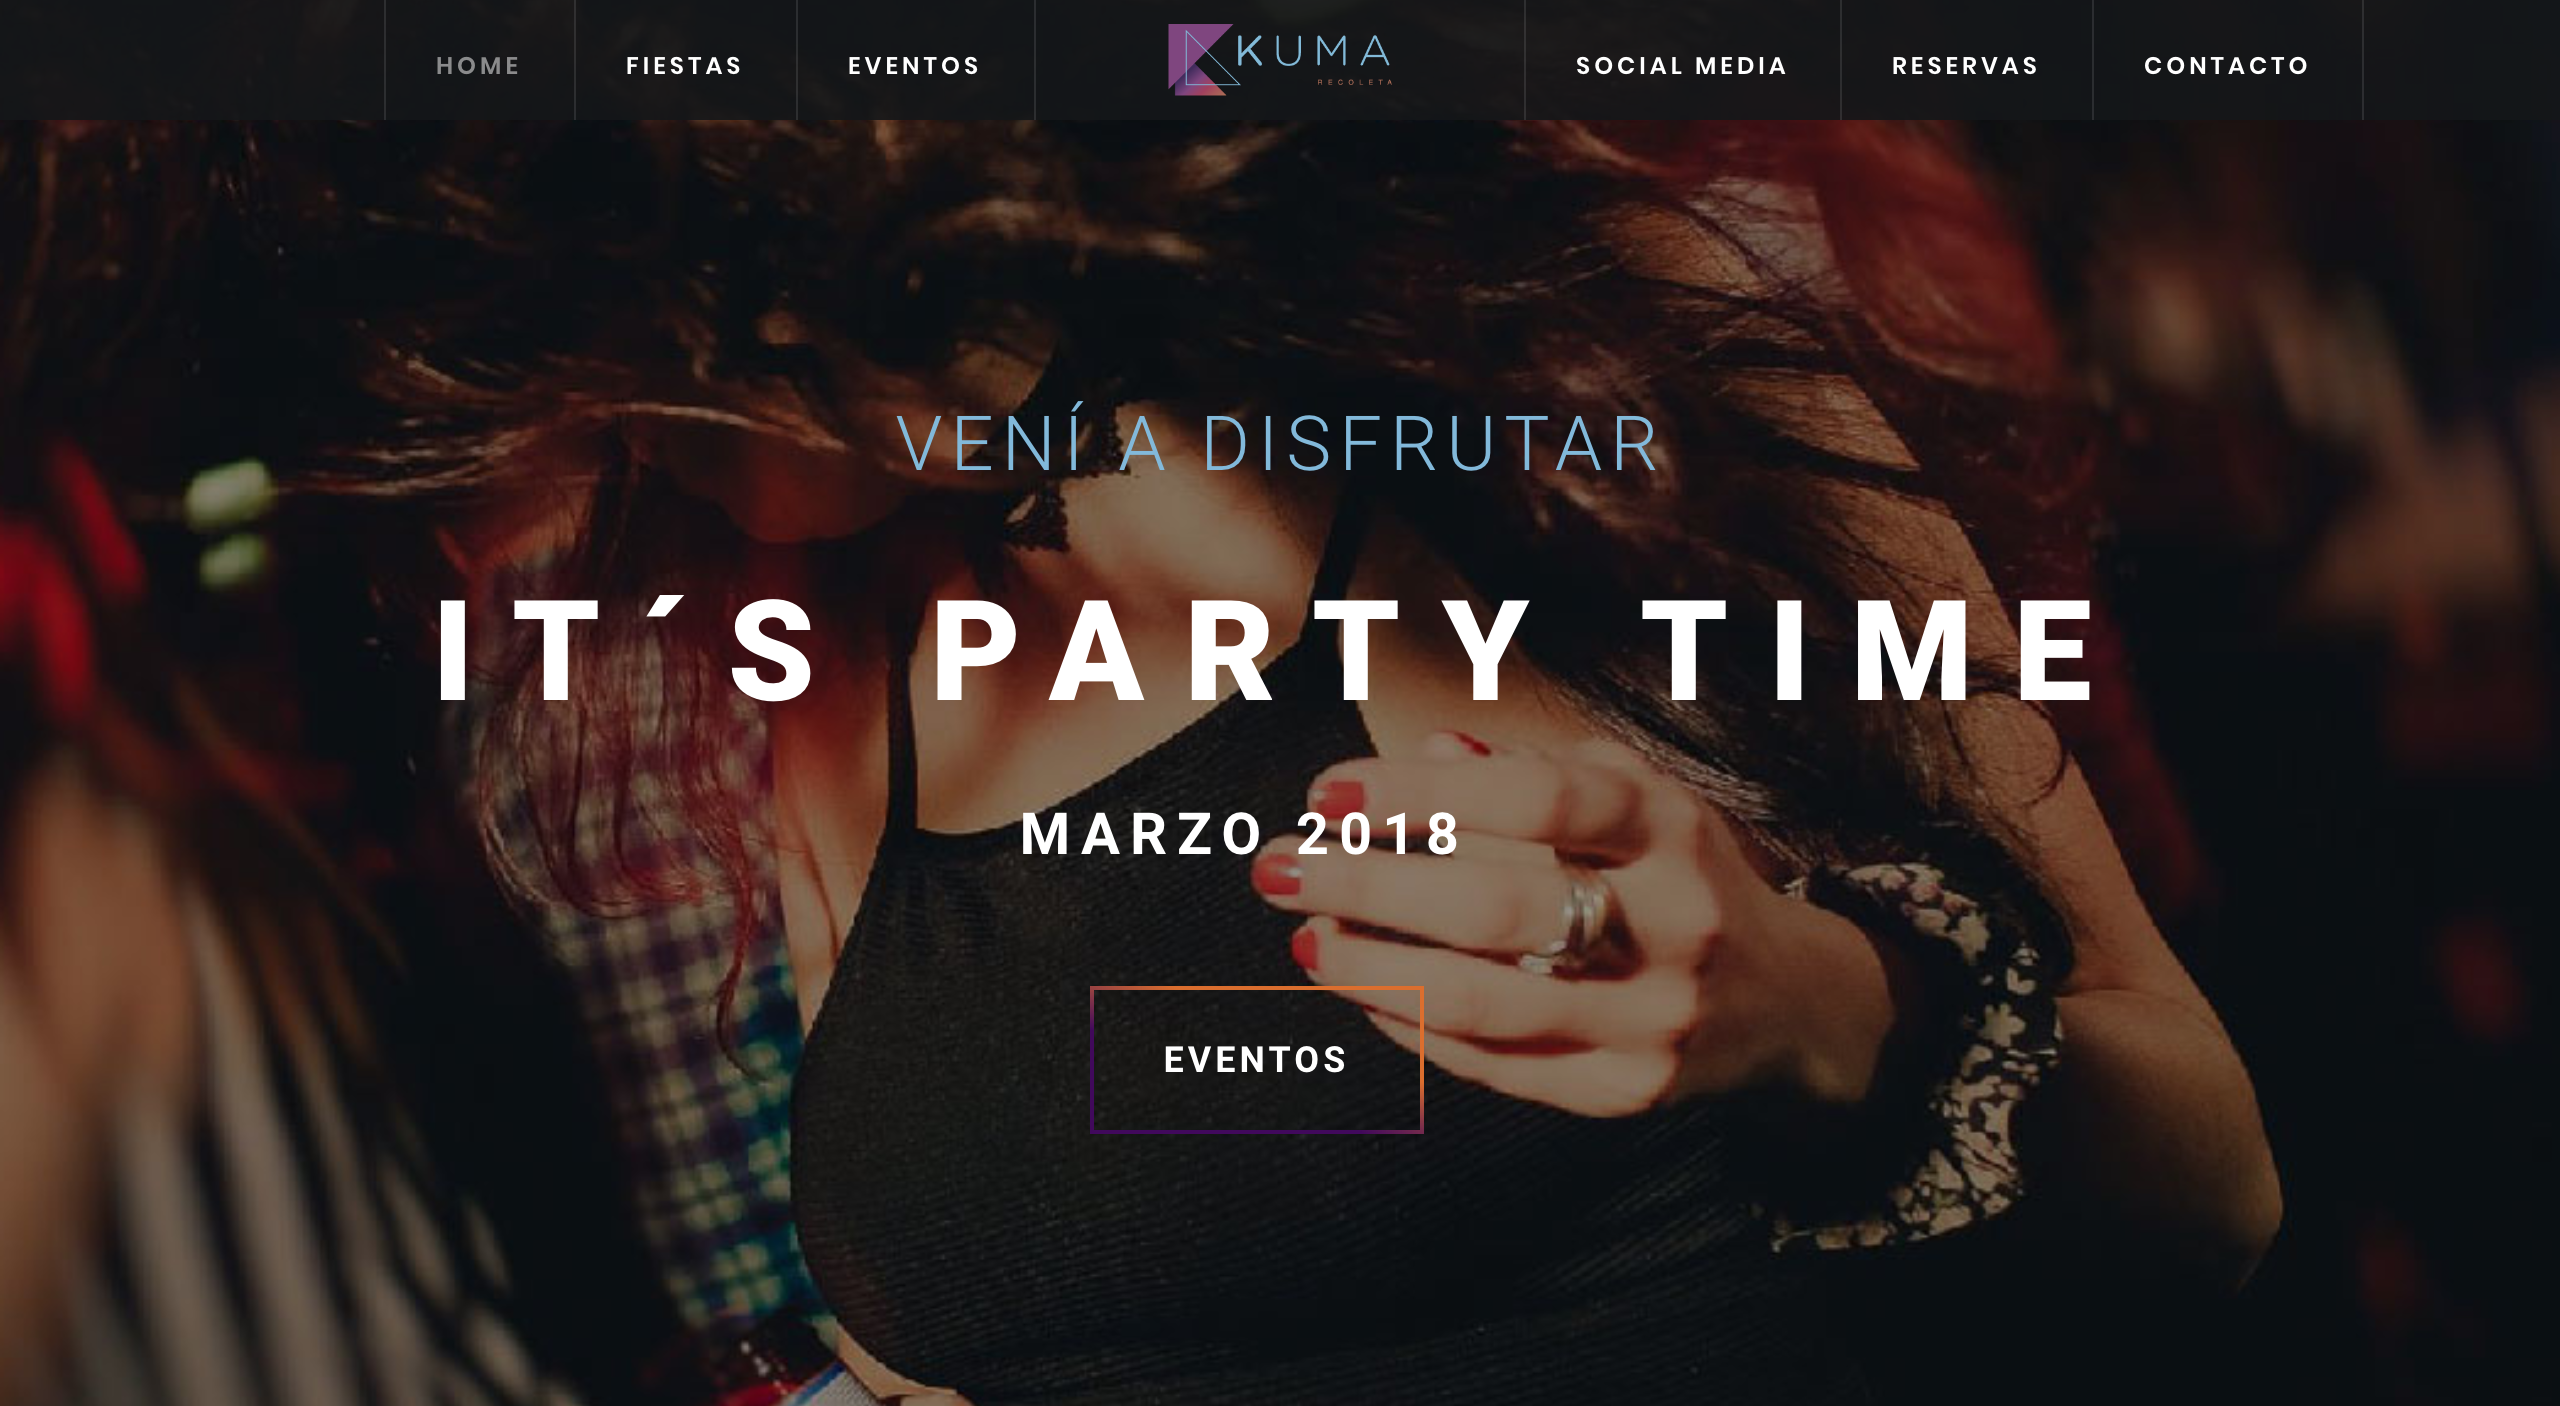 HOME FIESTAS EVENTOS KUMA SOCIAL MEDIA RESERVAS CONTACTO
RECOLETA
VENÍ A DISFRUTAR
IT´S PARTY TIME
MARZO 2018
EVENTOS